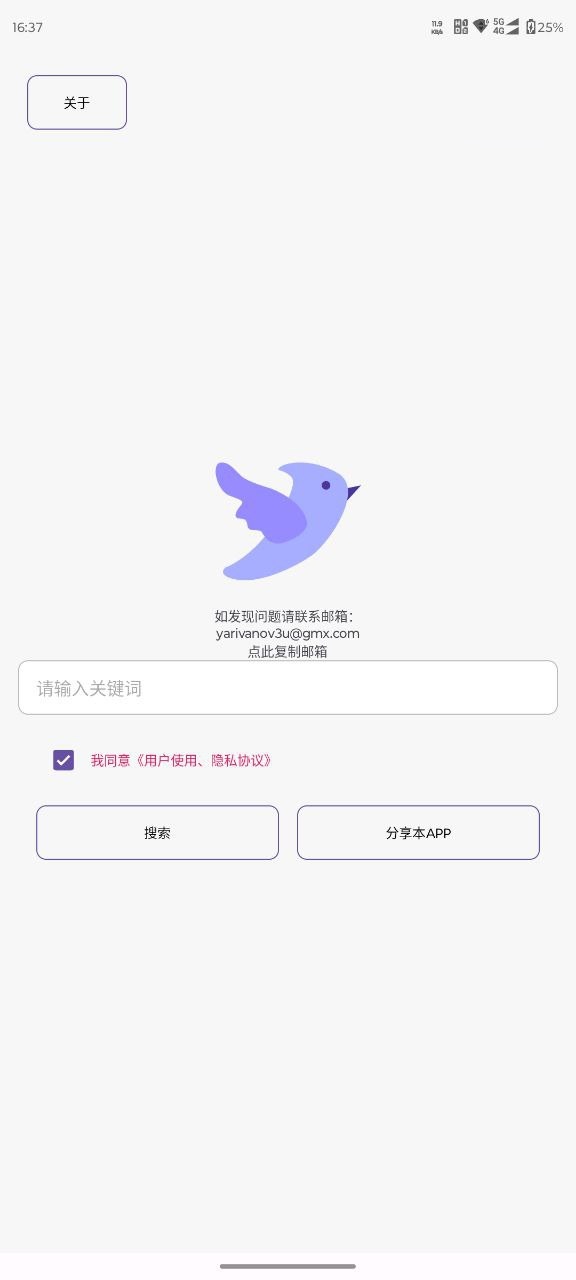 16:37
11.9
KB/s
5G
4G
25%
关于
如发现问题请联系邮箱：
yarivanov3u@gmx.com
点此复制邮箱
请输入关键词
我同意《用户使用、隐私协议》
搜索
分享本APP